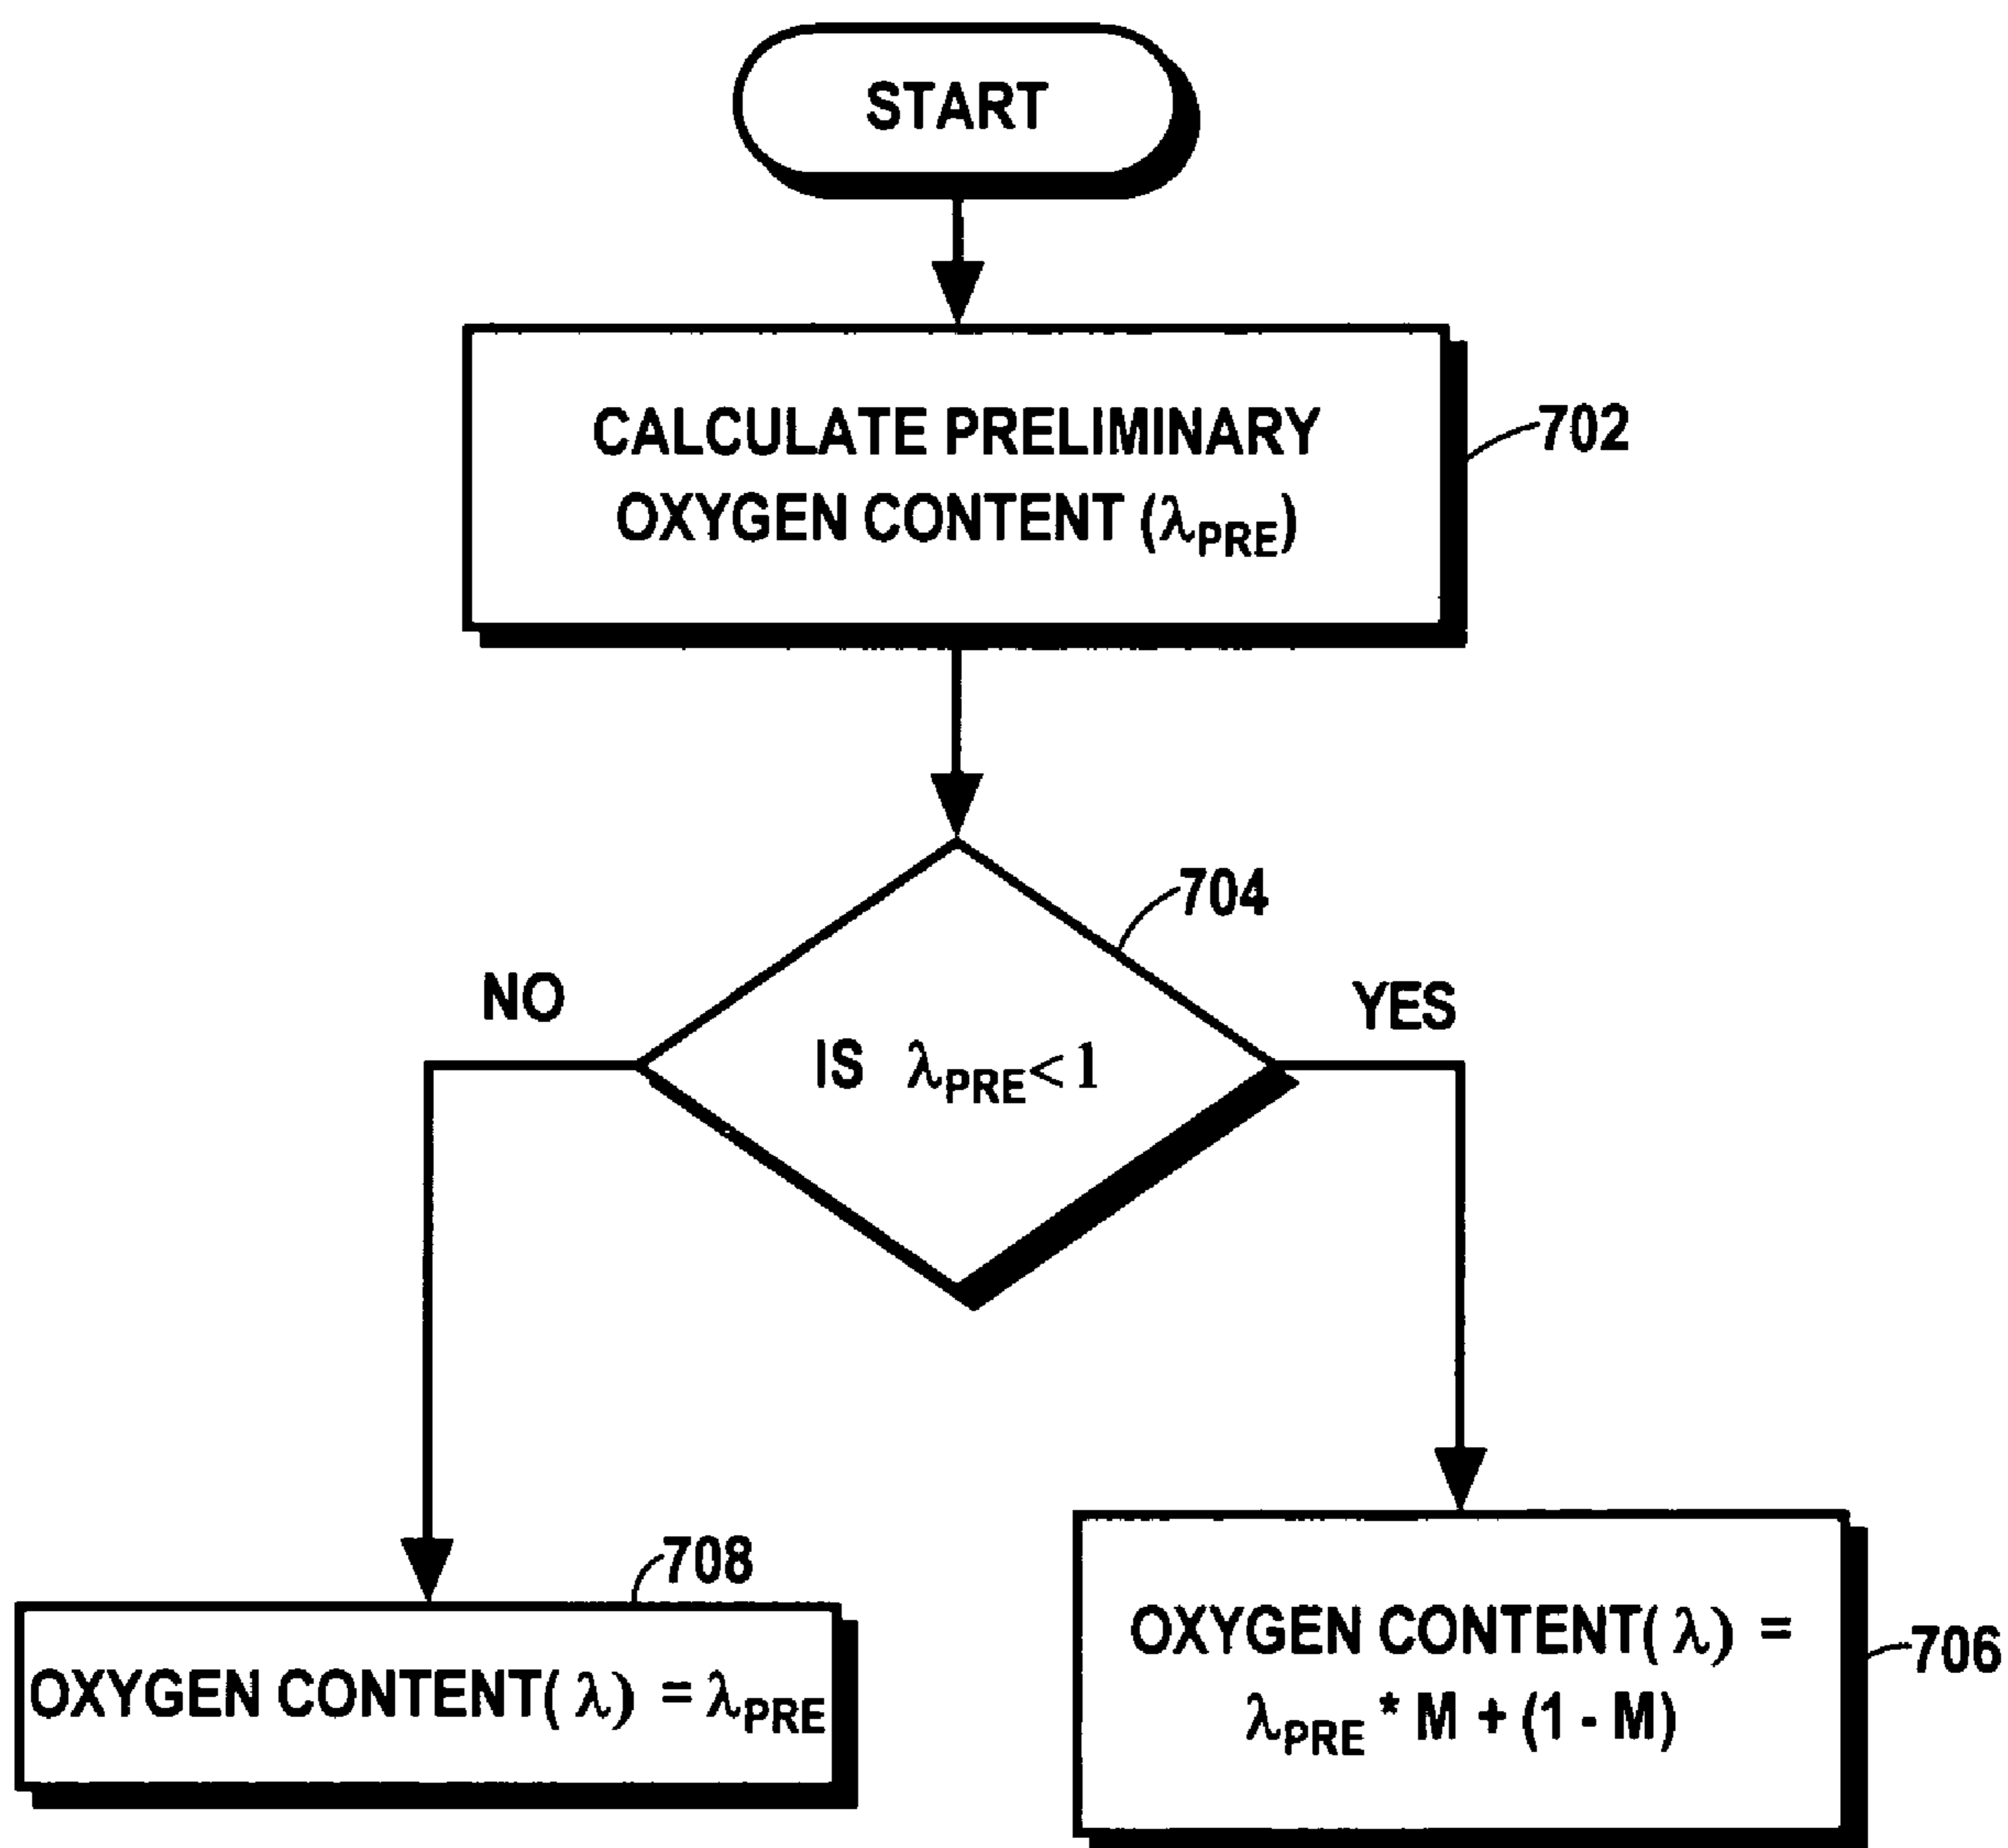 START
CALCULATE PRELIMINARY
OXYGEN CONTENT (λPRE)
702
704
NO
YES
IS λPRE<1
708
OXYGEN CONTENT( λ) = λPRE
OXYGEN CONTENT( λ) =
λPRE * M + (1 - M)
706